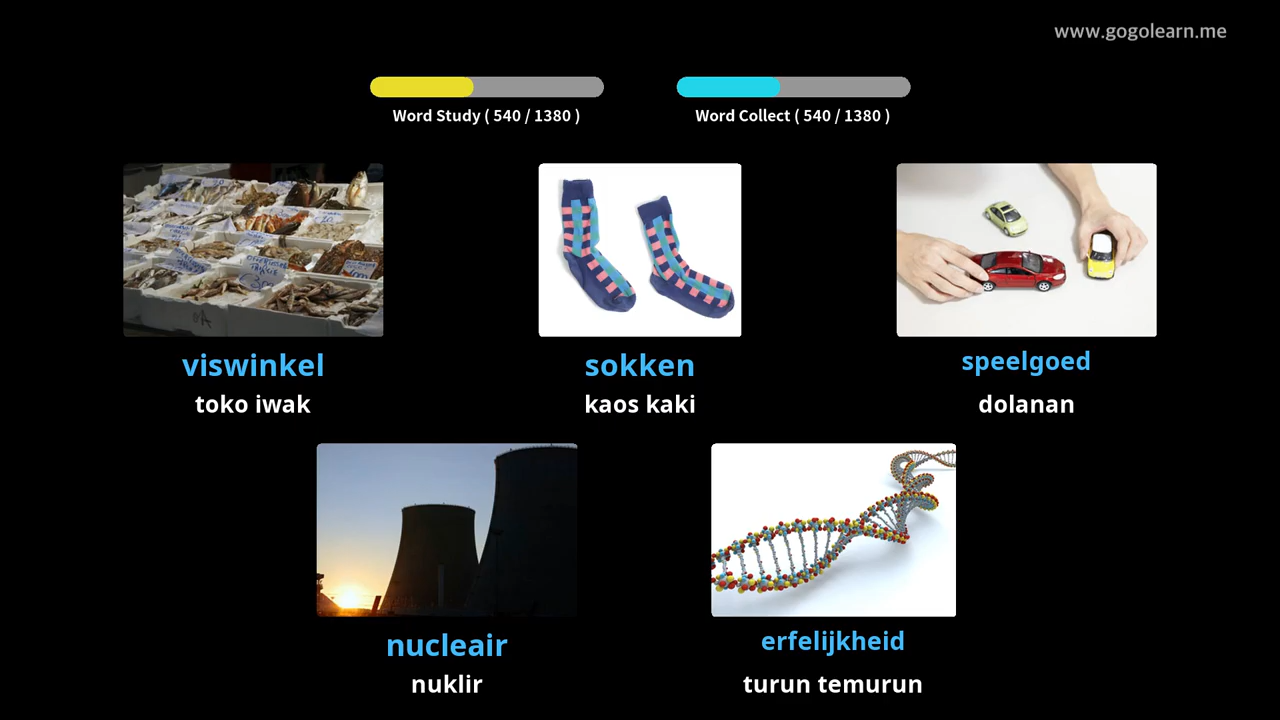 www.gogolearn.me
Word Study ( 540 / 1380 )
Word Collect ( 540 / 1380 )
viswinkel
toko iwak
sokken
kaos kaki
speelgoed
dolanan
nucleair
nuklir
erfelijkheid
turun temurun